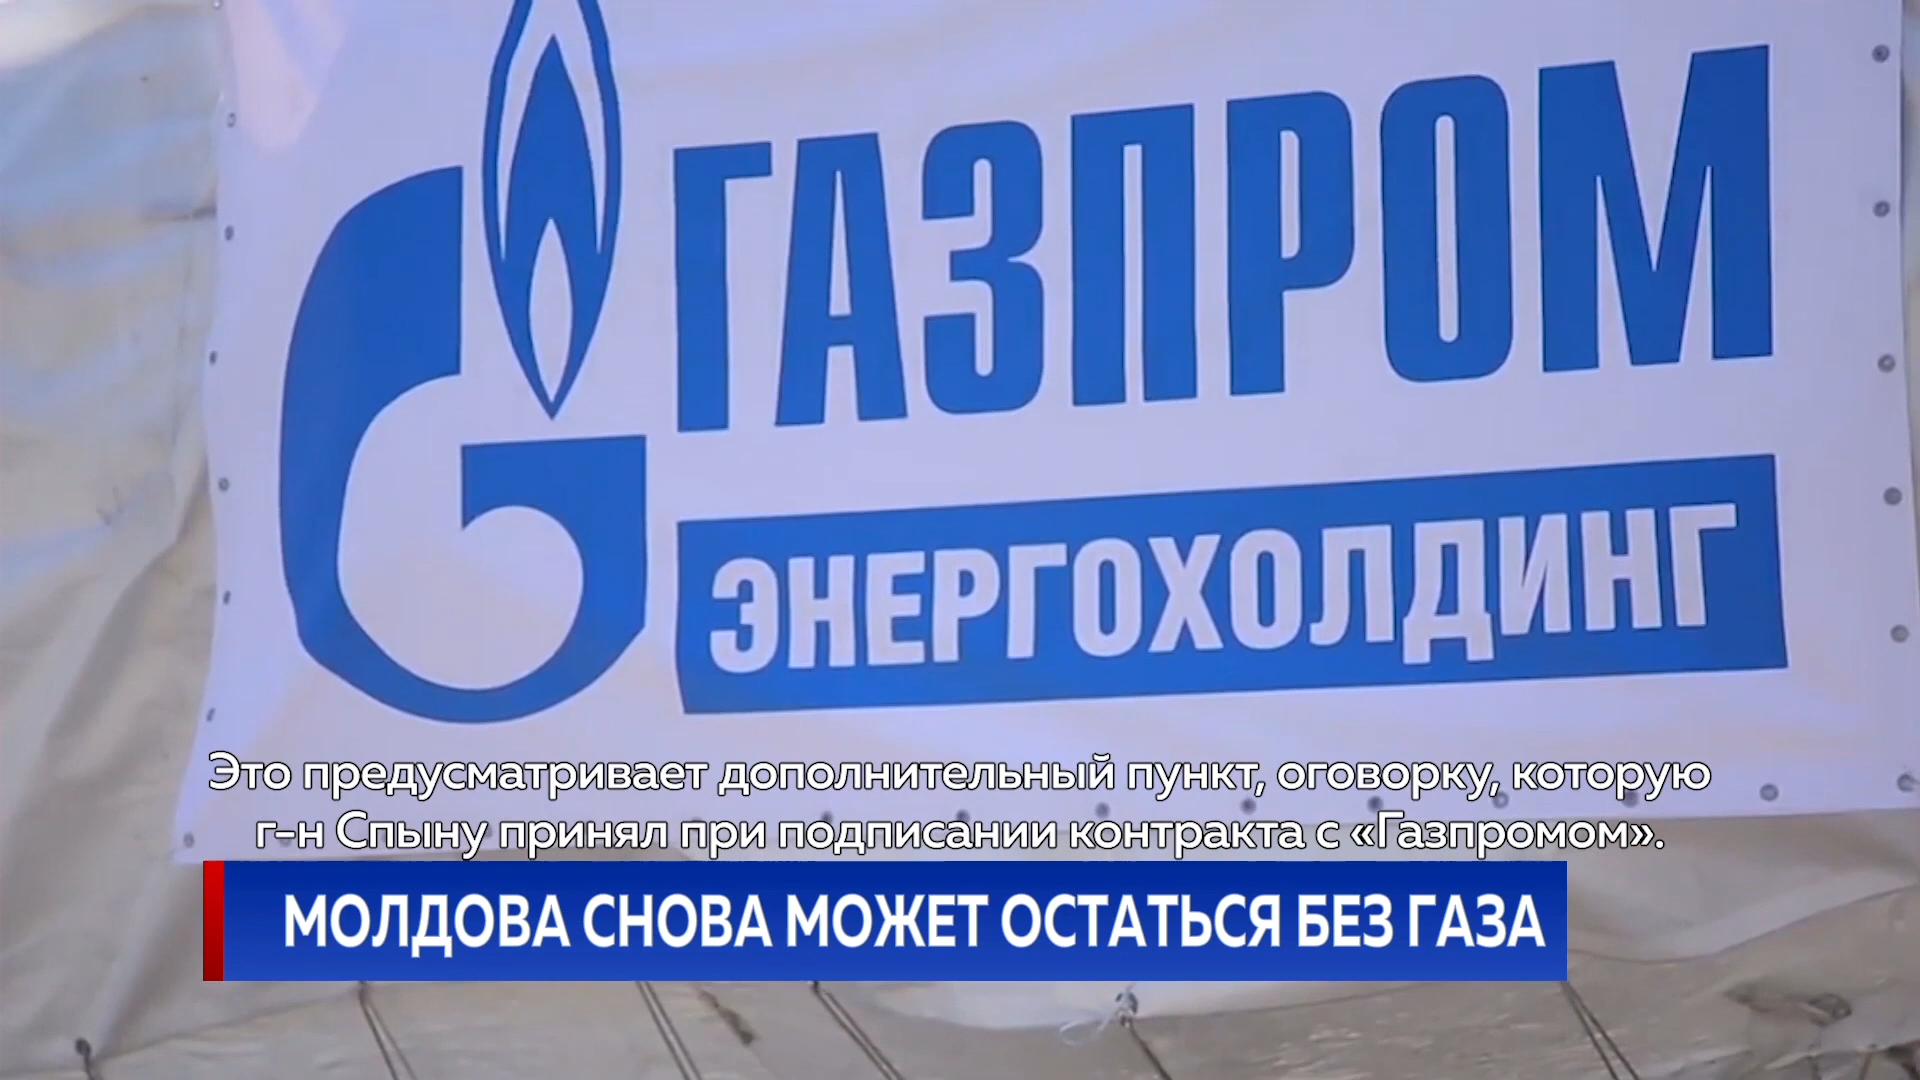 ГАЗПРОМ
ЭНЕРГОХОЛДИНГ
Это предусматривает дополнительный пункт, оговорку, которую
г-н Спыну принял при подписании контракта с «Газпромом».
МОЛДОВА СНОВА МОЖЕТ ОСТАТЬСЯ БЕЗ ГАЗА